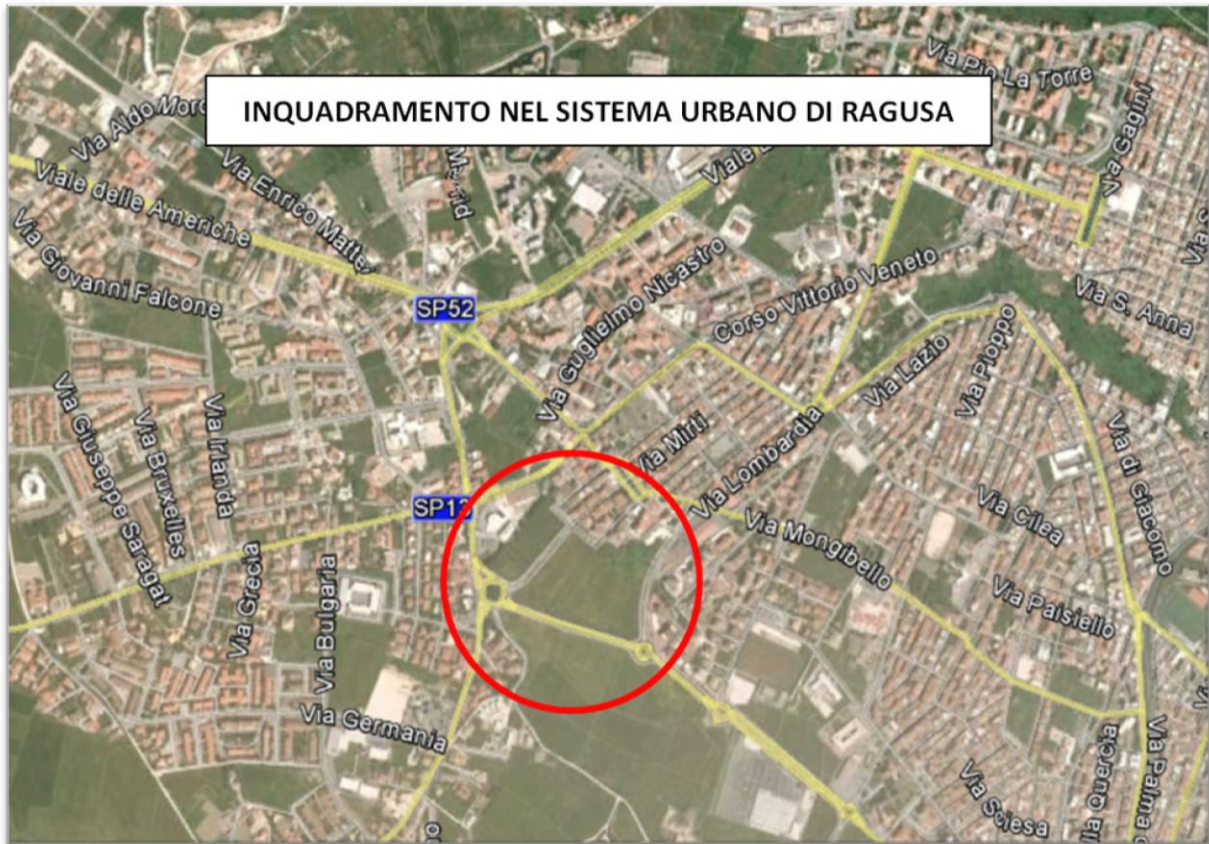 INQUADRAMENTO NEL SISTEMA URBANO DI RAGUSA
Via Pio La Torre
Via Aldo Moro
Via Gagini
Viale delle Americhe
Via Enrico Mattei
Via Giovanni Falcone
Via Guglielmo Nicastro
Corso Vittorio Veneto
Via S. Anna
SP52
Via Lazio
Via Pioppo
Via Mirti
Via Lombardia
Via di Giacomo
Via Giuseppe Saragat
Via Bruxelles
Via Irlanda
SP13
Via Mongibello
Via Cilea
Via Grecia
Via Bulgaria
Via Paisiello
Via Germania
Via Sciesa
Via Palma